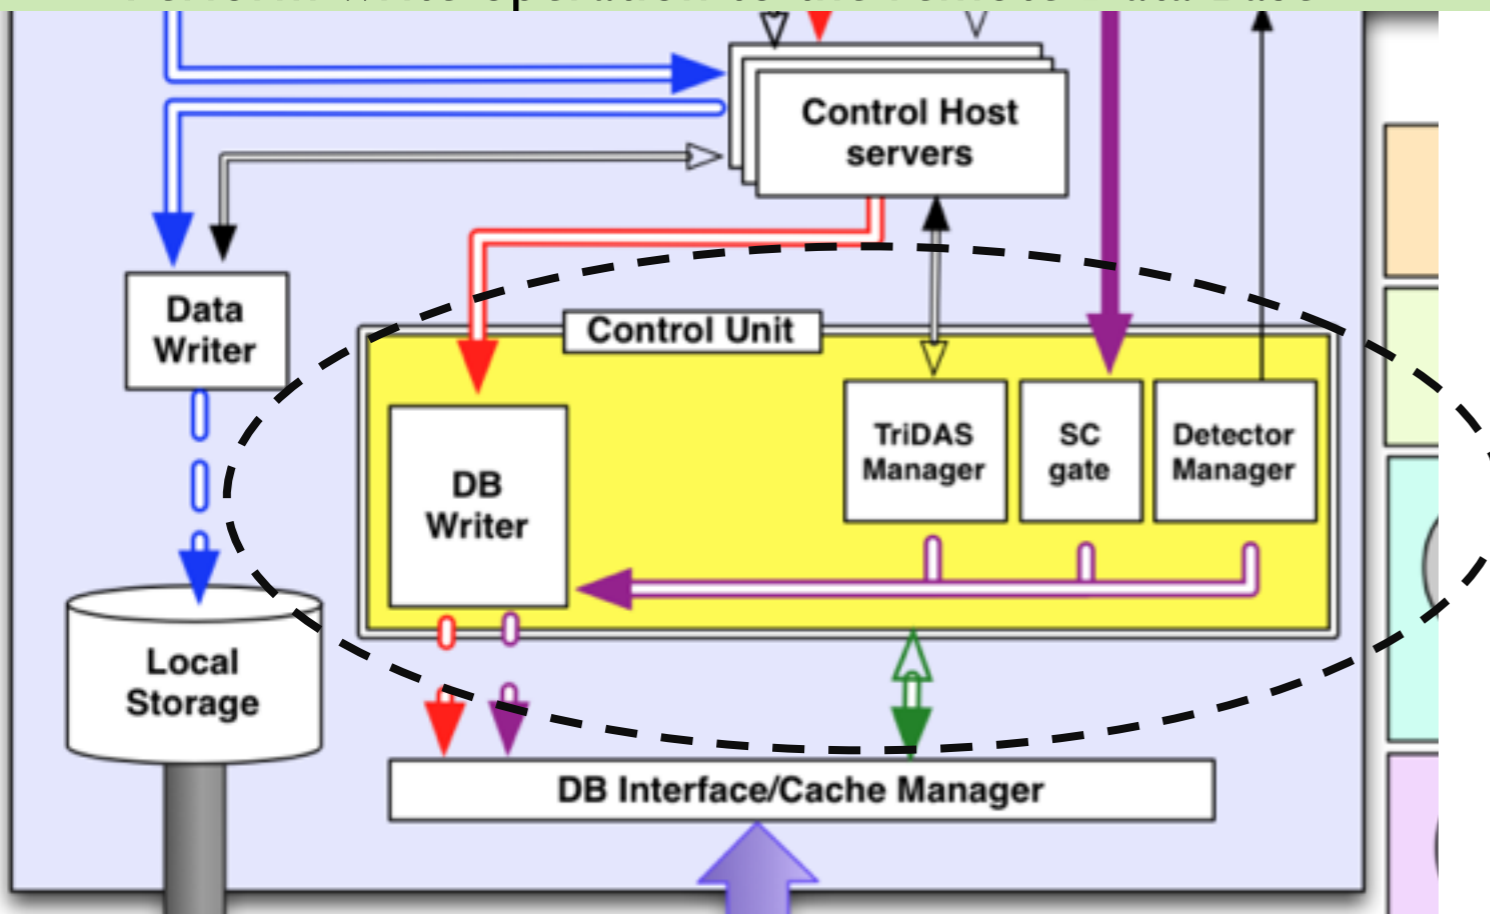 Control Host
servers
Data
Writer
Control Unit
TriDAS
Manager
SC
gate
Detector
Manager
DB
Writer
Local
Storage
DB Interface/Cache Manager